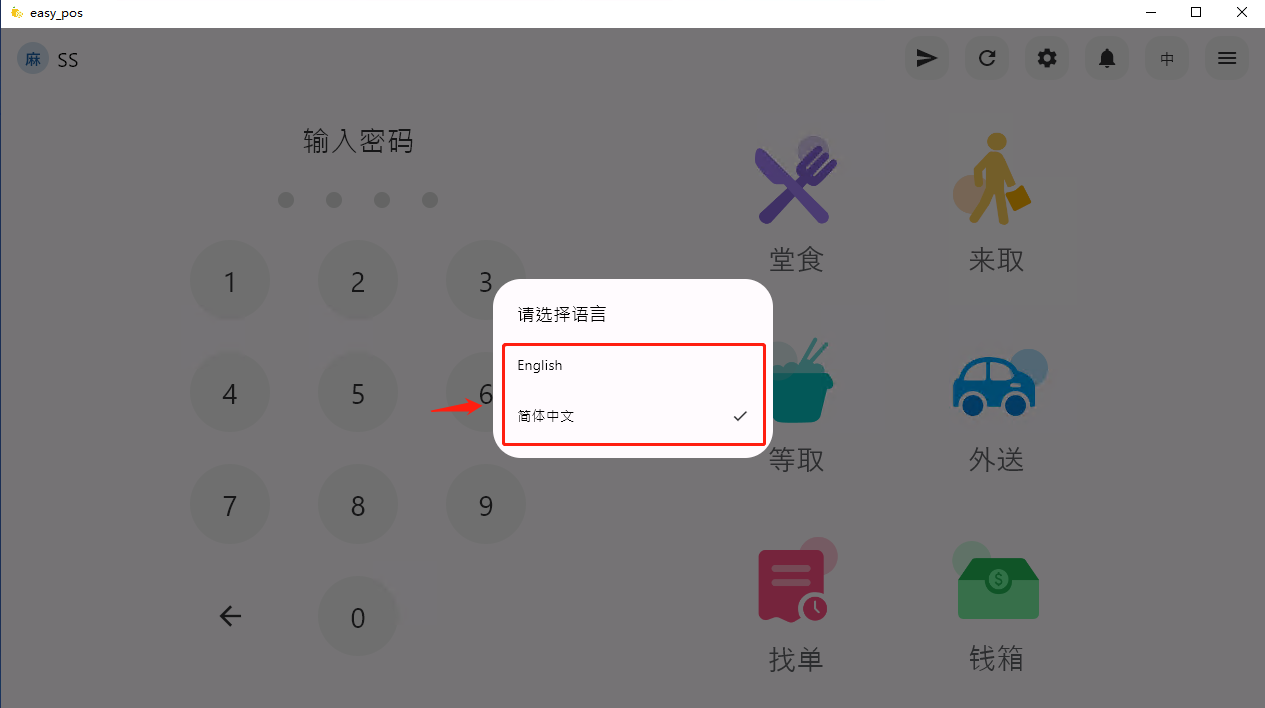 easy_pos
麻 SS
中
输入密码
1 2 3
4 5 6
7 8 9
0
堂食 来取
等取 外送
找单 钱箱
$
请选择语言
English
简体中文